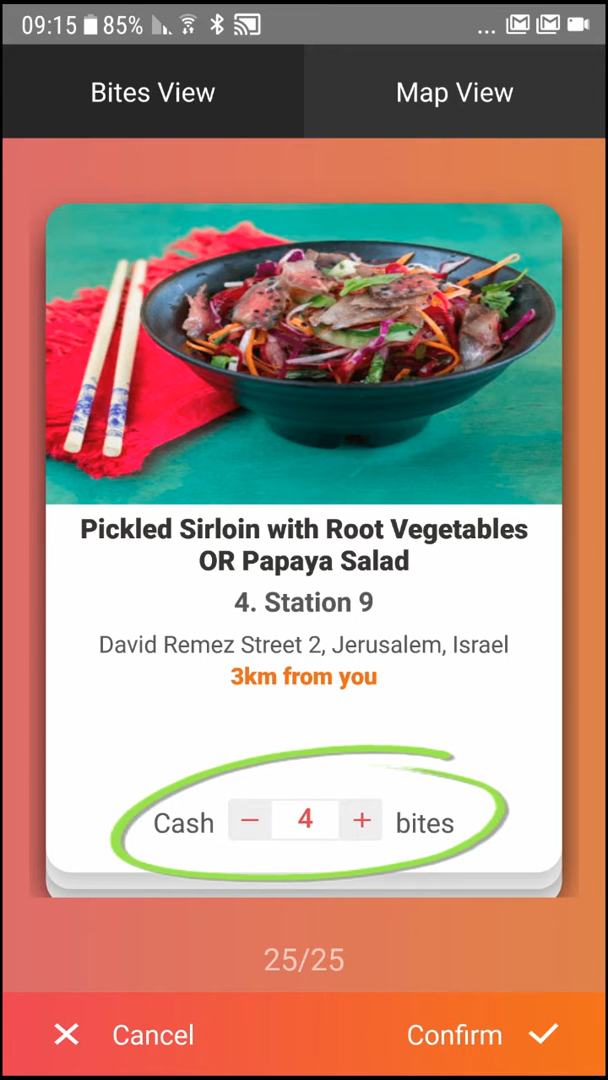 09:15 85% ...
Bites View Map View
Pickled Sirloin with Root Vegetables
OR Papaya Salad
4. Station 9
David Remez Street 2, Jerusalem, Israel
3km from you
Cash − 4 + bites
25/25
Cancel Confirm